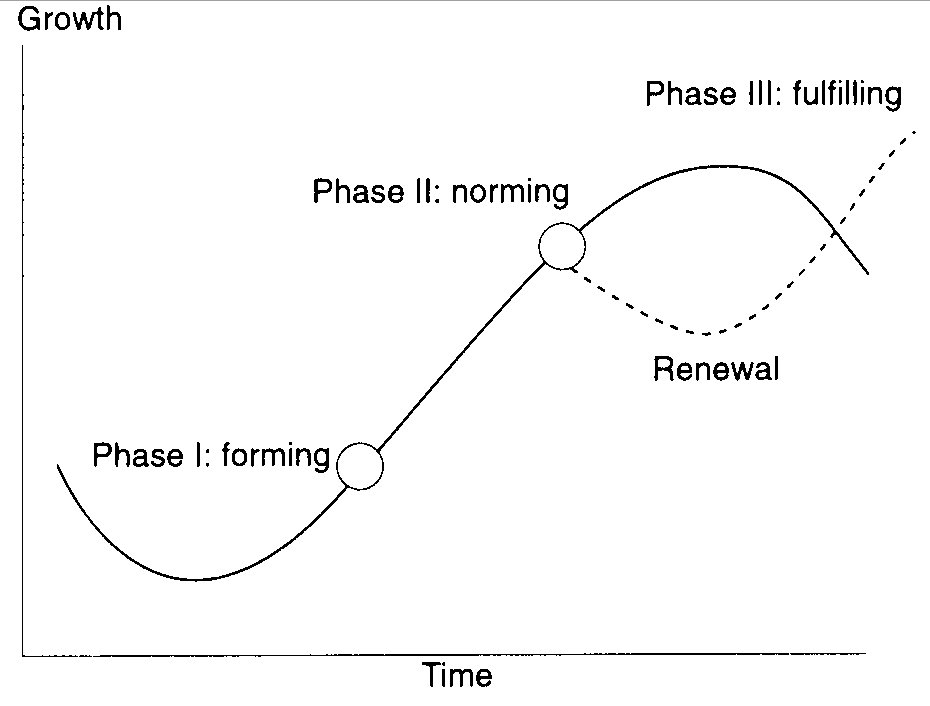 Growth
Phase III: fulfilling
Phase II: norming
Renewal
Phase I: forming
Time